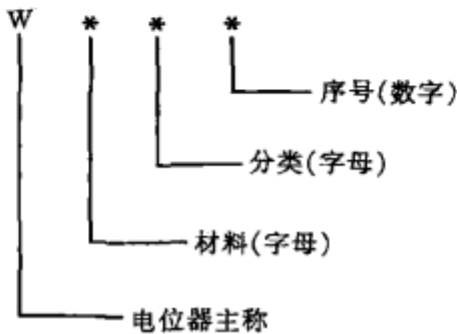 W * * *
序号(数字)
分类(字母)
材料(字母)
电位器主称